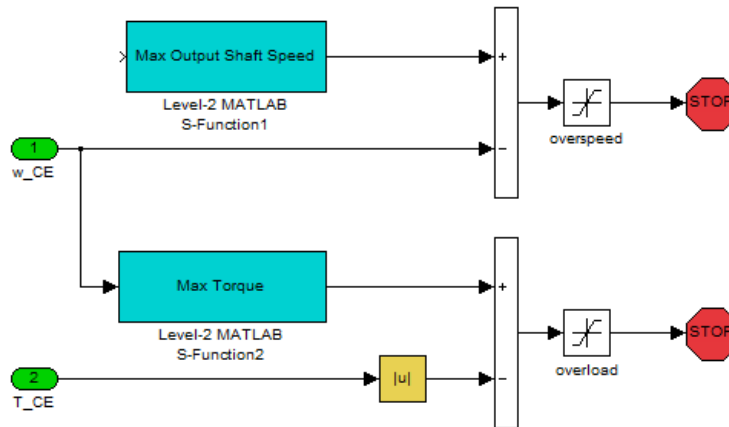 Max Output Shaft Speed
+
STOP
Level-2 MATLAB
S-Function1
overspeed
1
−
w_CE
Max Torque
+
STOP
Level-2 MATLAB
S-Function2
overload
2
|u|
−
T_CE